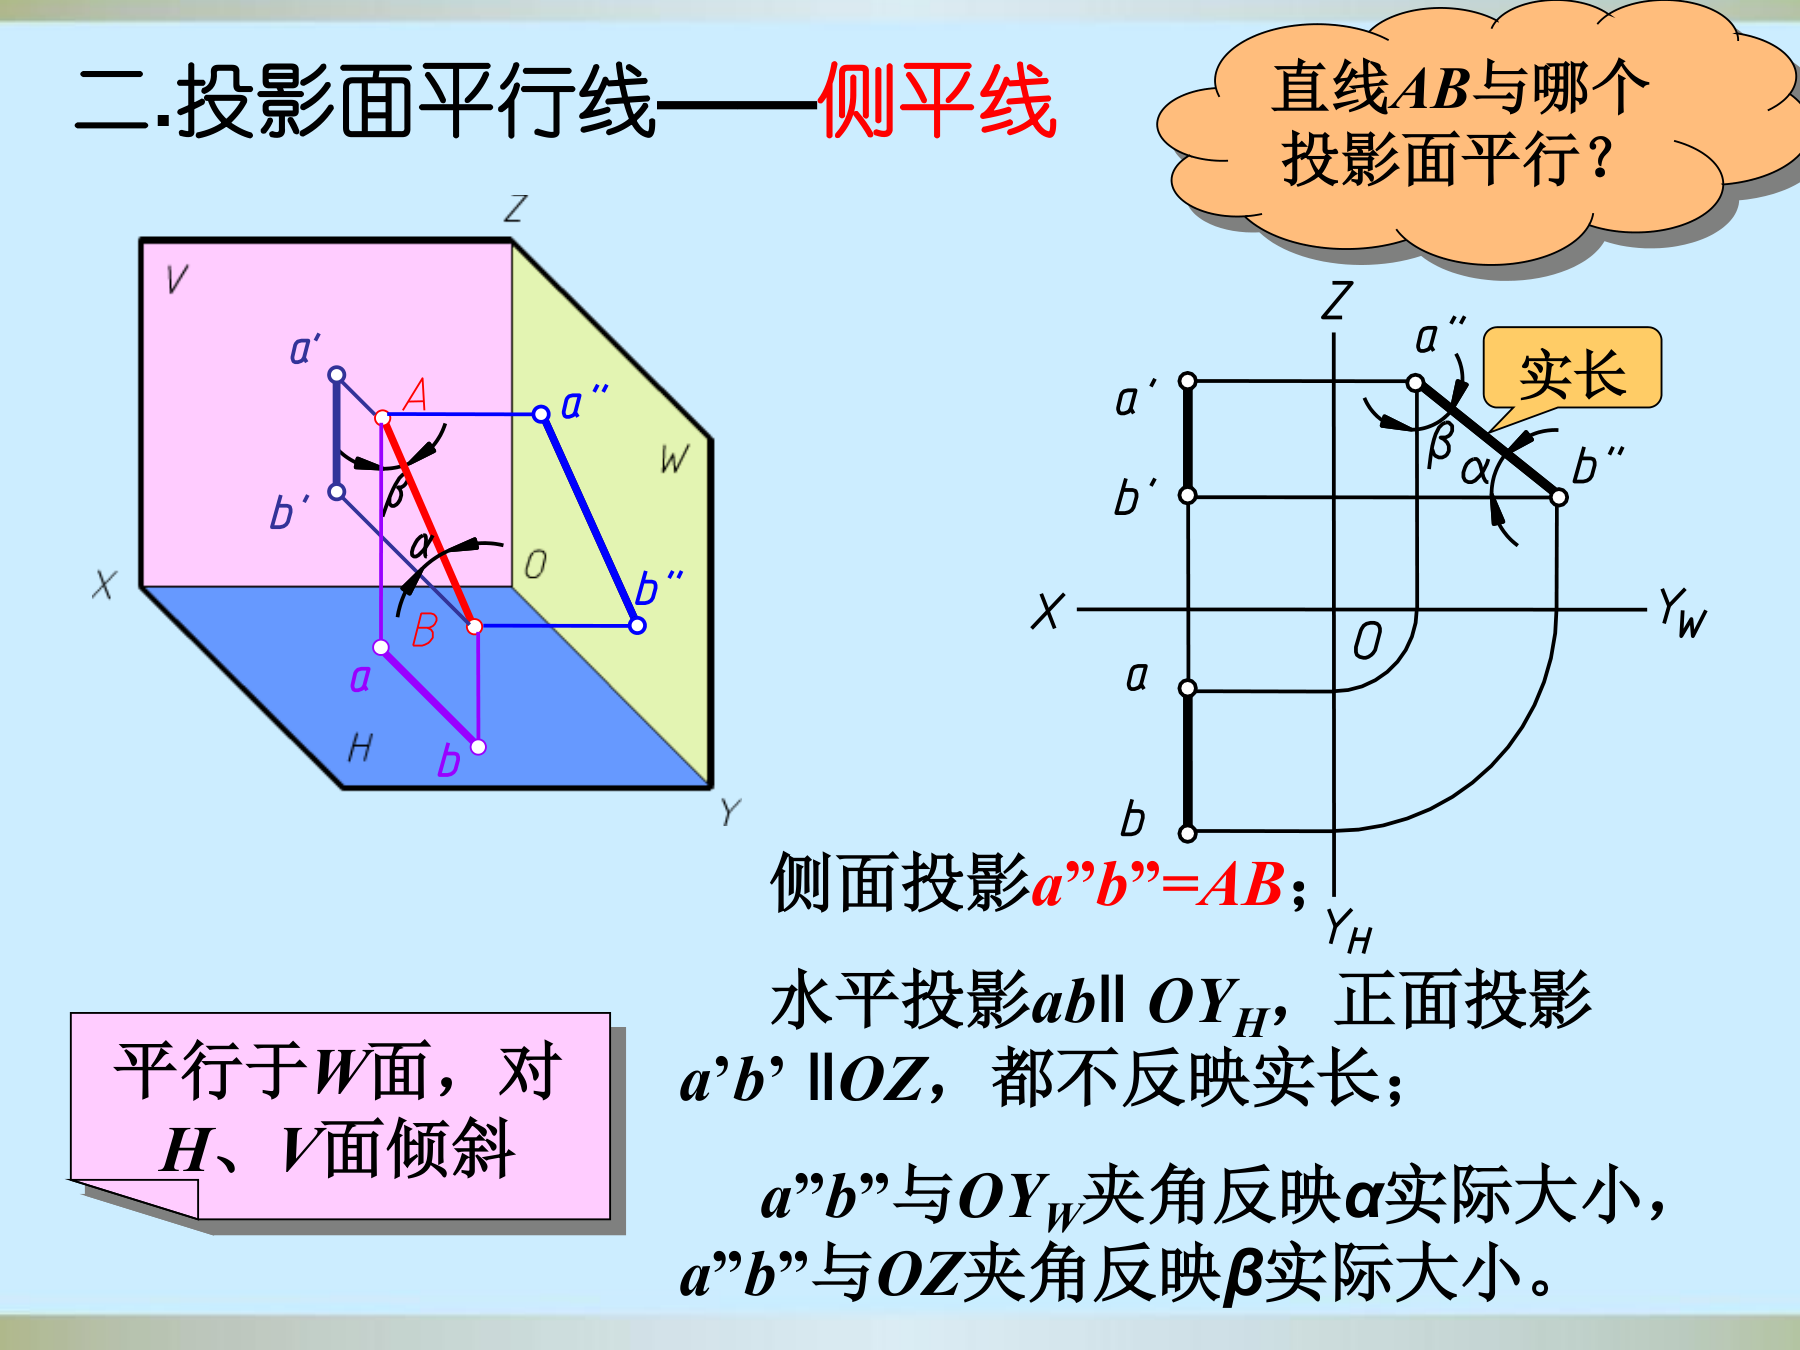 二.投影面平行线——侧平线
直线AB与哪个
投影面平行?
Z
V
a′
A
a″
W
b′
β
α
O
X
b″
B
a
H
b
Y
Z
a″
实长
a′
β
α
b″
b′
X
O
Y_W
a
b
Y_H
侧面投影a”b”=AB；
水平投影ab∥ OY_H，正面投影
a’b’ ∥OZ，都不反映实长；
a”b”与OY_W夹角反映α实际大小，
a”b”与OZ夹角反映β实际大小。
平行于W面，对
H、V面倾斜